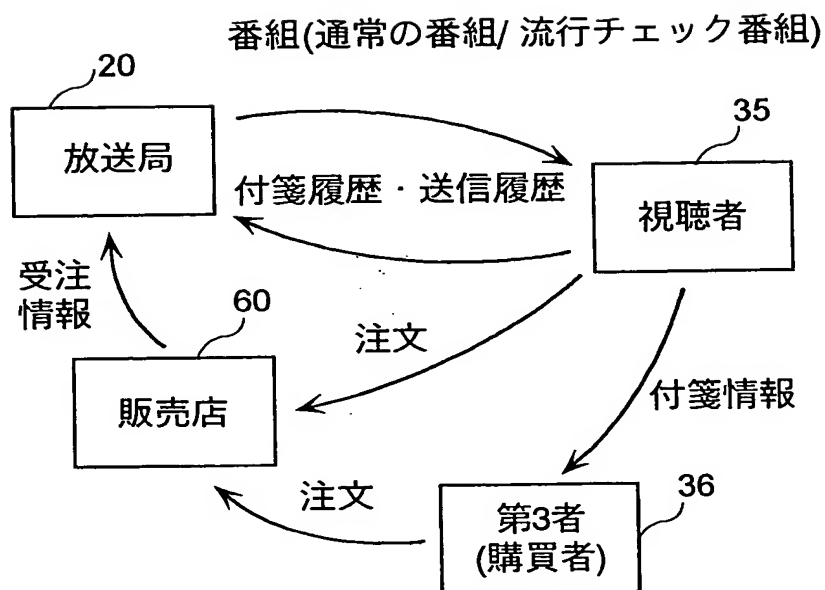 番組(通常の番組/ 流行チェック番組)
20
放送局
35
視聴者
付箋履歴・送信履歴
受注
情報
60
販売店
注文
付箋情報
注文
36
第3者
(購買者)